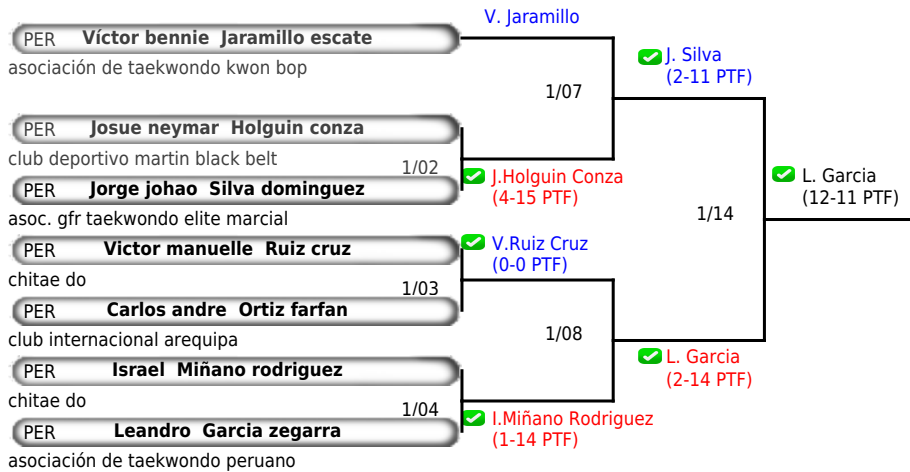 V. Jaramillo
PER Víctor bennie Jaramillo escate
asociación de taekwondo kwon bop
J. Silva
(2-11 PTF)
1/07
PER Josue neymar Holguin conza
club deportivo martin black belt
1/02
J.Holguin Conza
(4-15 PTF)
PER Jorge johao Silva dominguez
asoc. gfr taekwondo elite marcial
L. Garcia
(12-11 PTF)
1/14
PER Victor manuelle Ruiz cruz
chitae do
V.Ruiz Cruz
(0-0 PTF)
1/03
PER Carlos andre Ortiz farfan
club internacional arequipa
1/08
L. Garcia
(2-14 PTF)
PER Israel Miñano rodriguez
chitae do
1/04
I.Miñano Rodriguez
(1-14 PTF)
PER Leandro Garcia zegarra
asociación de taekwondo peruano